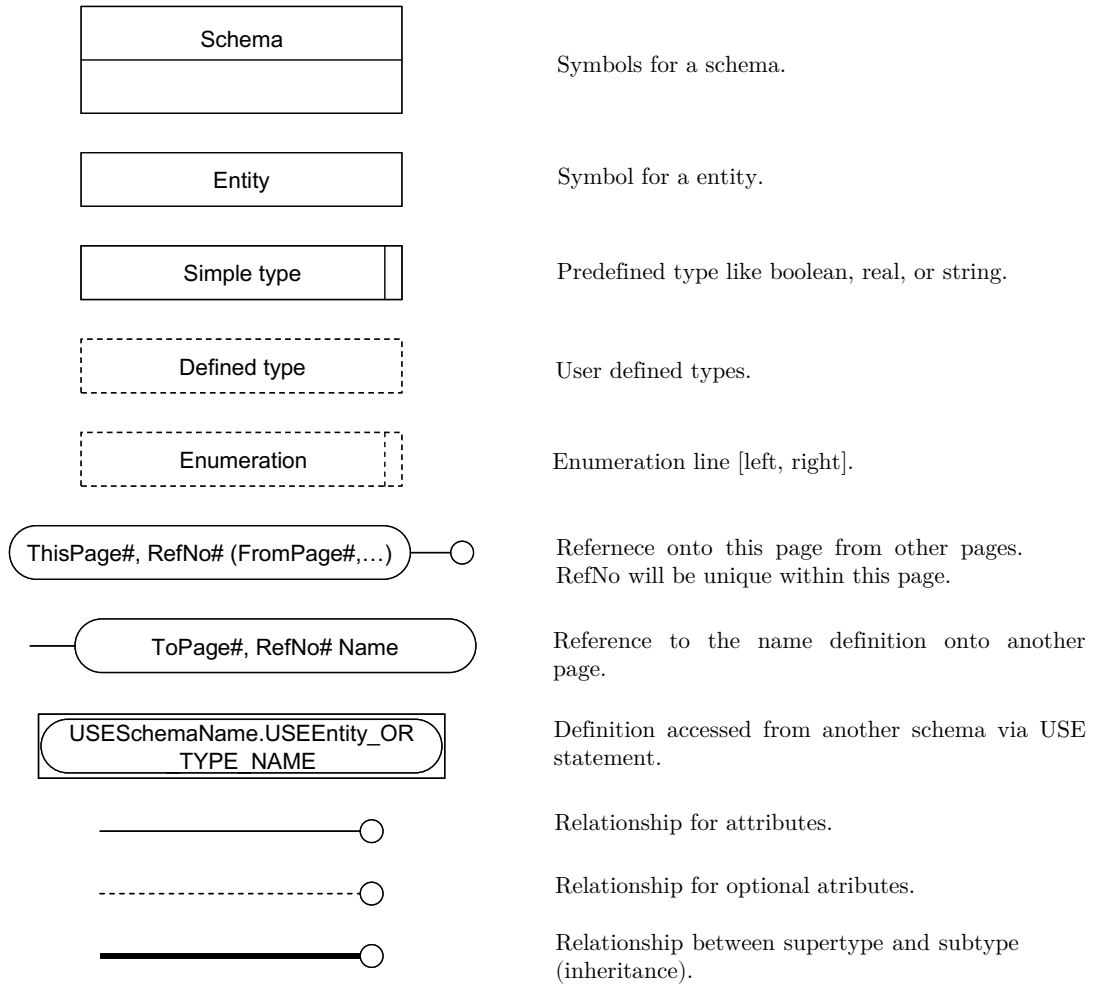 Schema
Symbols for a schema.
Entity
Symbol for a entity.
Simple type
Predefined type like boolean, real, or string.
Defined type
User defined types.
Enumeration
Enumeration line [left, right].
ThisPage#, RefNo# (FromPage#,…)
Refernece onto this page from other pages.
RefNo will be unique within this page.
ToPage#, RefNo# Name
Reference to the name definition onto another
page.
USESchemaName.USEEntity_OR
_TYPE_NAME
Definition accessed from another schema via USE
statement.
Relationship for attributes.
Relationship for optional atributes.
Relationship between supertype and subtype
(inheritance).